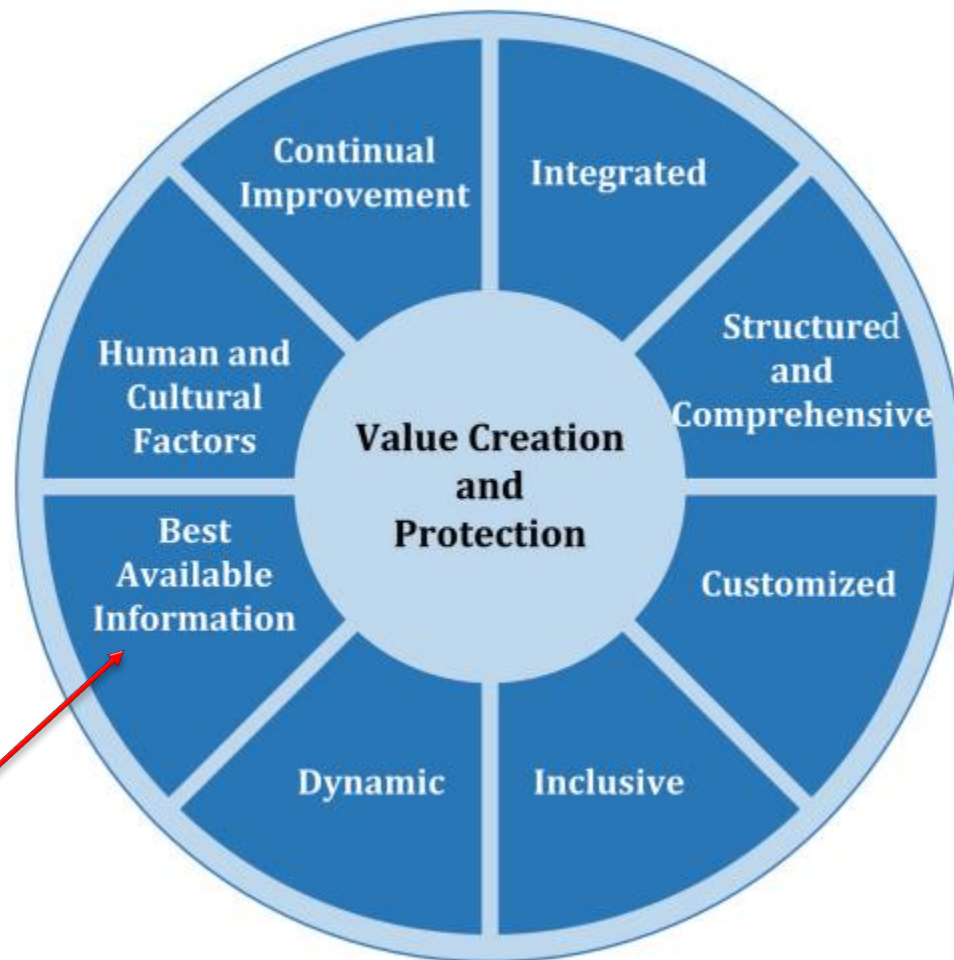 Continual
Improvement
Integrated
Structured
and
Comprehensive
Human and
Cultural
Factors
Value Creation
and
Protection
Best
Available
Information
Customized
Dynamic
Inclusive